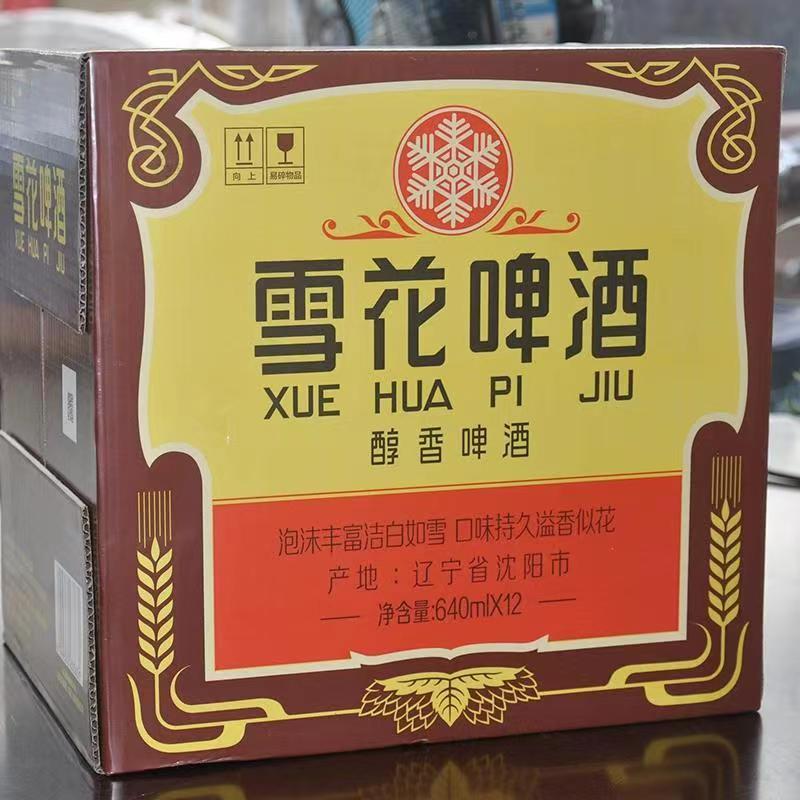 雪花啤酒
XUE HUA PI JIU
向上
易碎物品
雪花啤酒
XUE HUA PI JIU
醇香啤酒
泡沫丰富洁白如雪 口味持久溢香似花
产地：辽宁省沈阳市
净含量:640mlX12